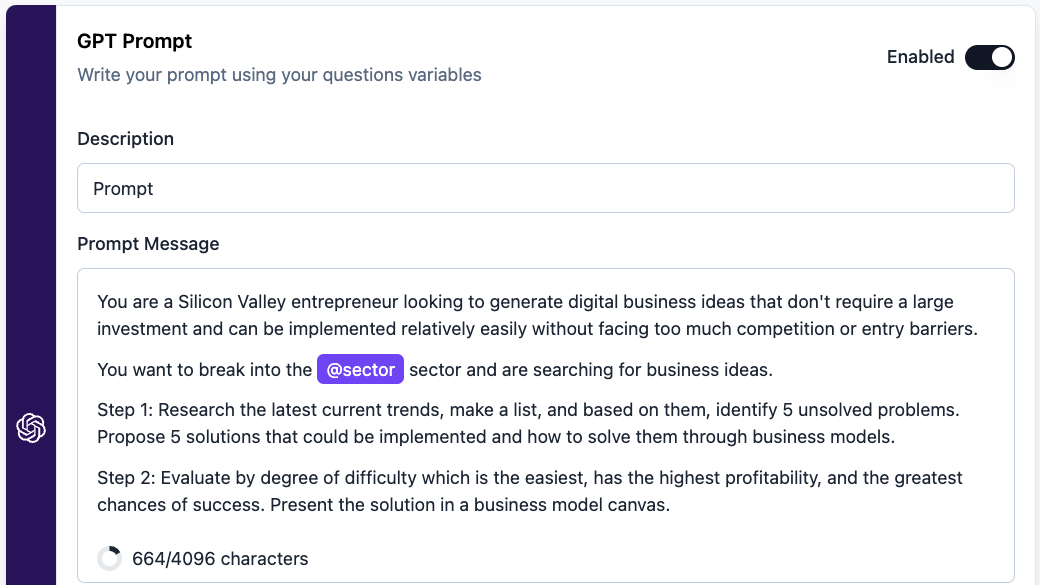 GPT Prompt
Write your prompt using your questions variables
Enabled
Description
Prompt
Prompt Message
You are a Silicon Valley entrepreneur looking to generate digital business ideas that don't require a large
investment and can be implemented relatively easily without facing too much competition or entry barriers.
You want to break into the @sector sector and are searching for business ideas.
Step 1: Research the latest current trends, make a list, and based on them, identify 5 unsolved problems.
Propose 5 solutions that could be implemented and how to solve them through business models.
Step 2: Evaluate by degree of difficulty which is the easiest, has the highest profitability, and the greatest
chances of success. Present the solution in a business model canvas.
664/4096 characters